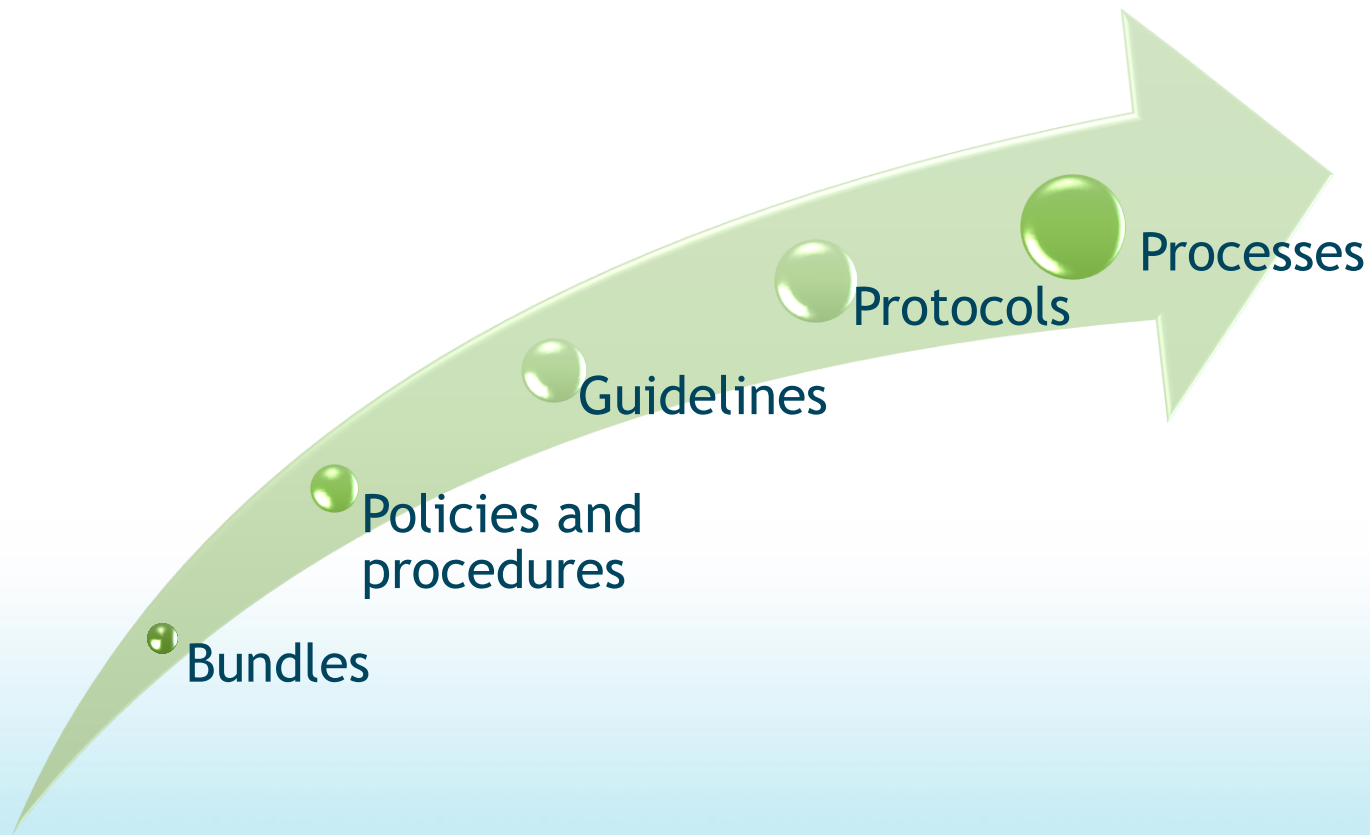 Processes
Protocols
Guidelines
Policies and
procedures
Bundles